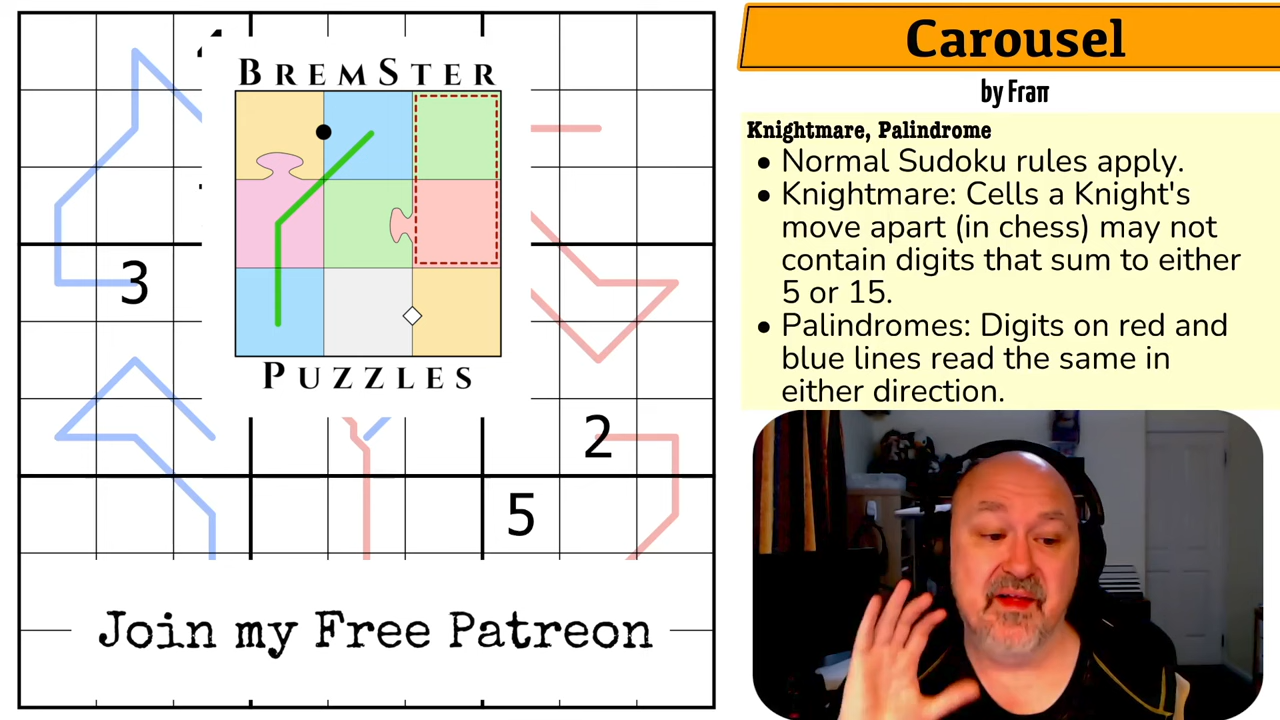 Carousel
by Fraπ
BREMSTER
Knightmare, Palindrome
• Normal Sudoku rules apply.
• Knightmare: Cells a Knight's
move apart (in chess) may not
contain digits that sum to either
5 or 15.
• Palindromes: Digits on red and
blue lines read the same in
either direction.
3
PUZZLES
2
5
Join my Free Patreon